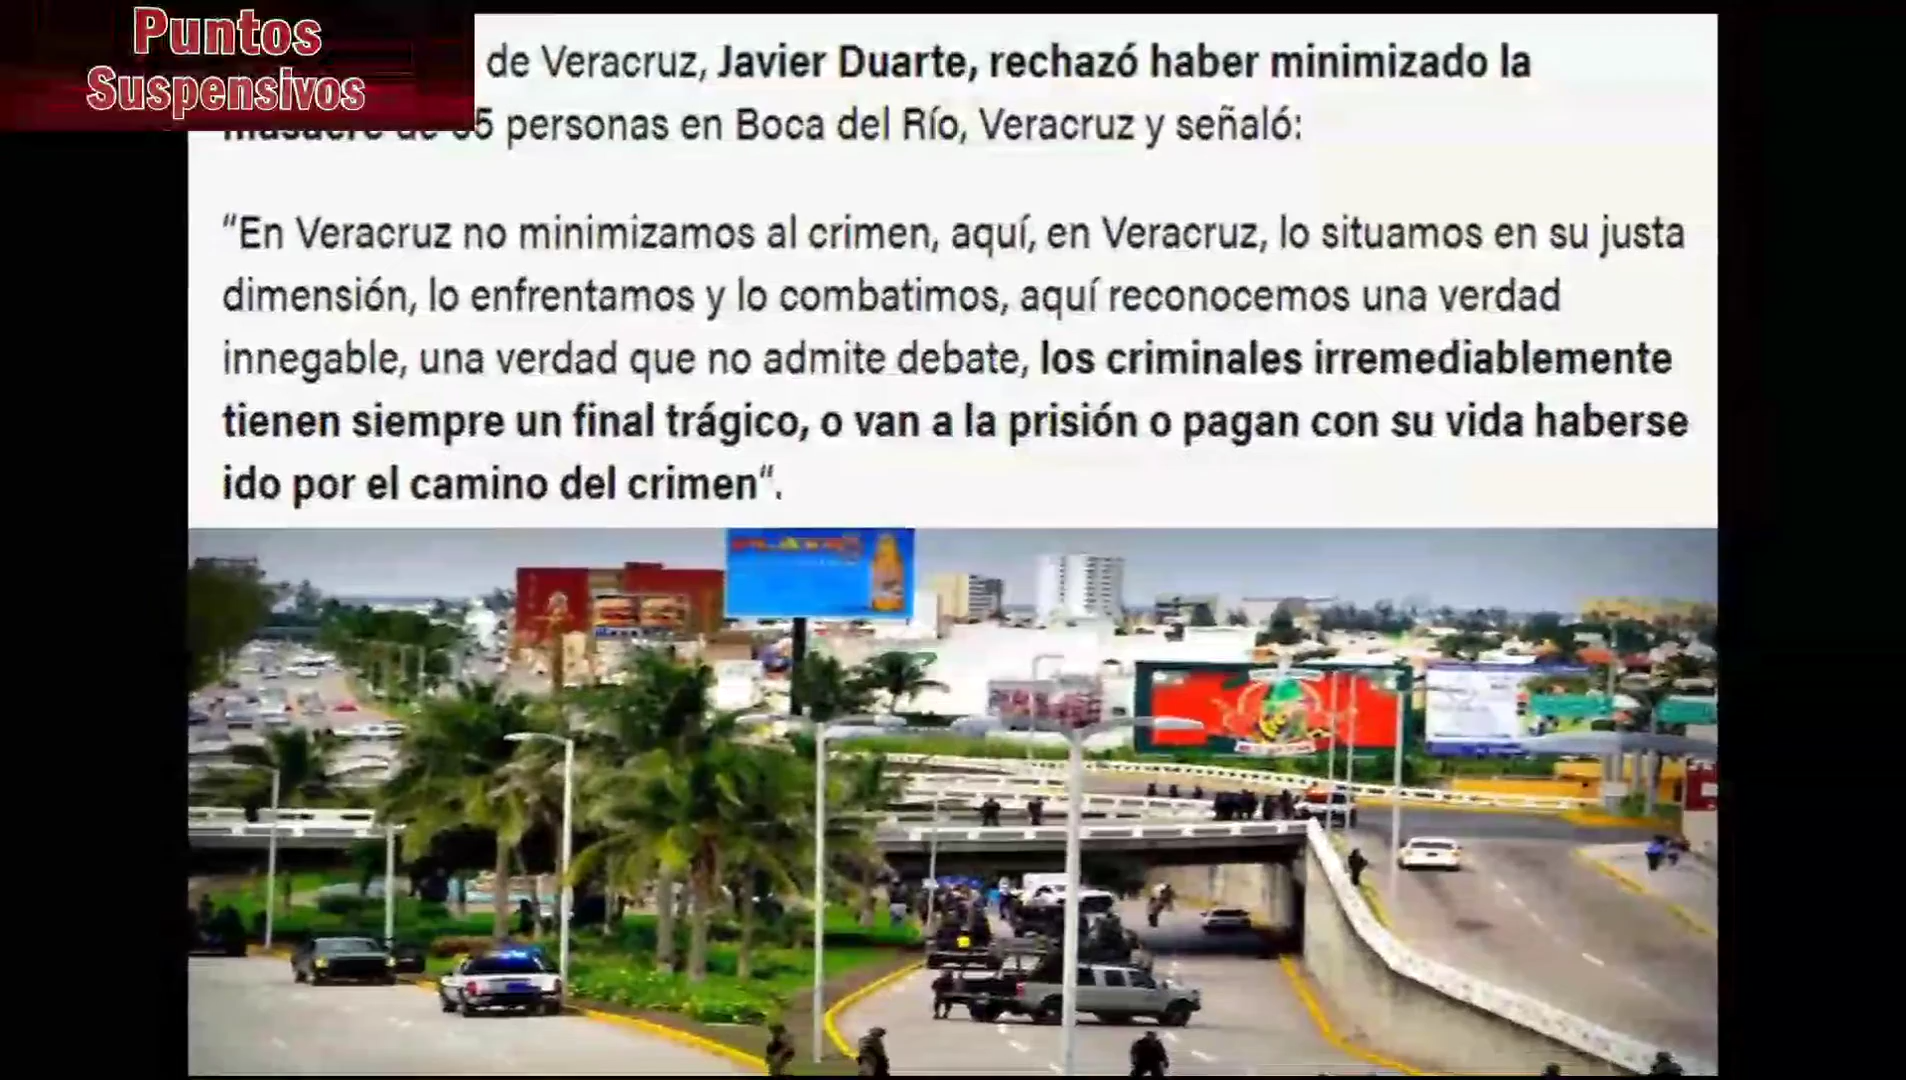 Puntos
Suspensivos
de Veracruz, Javier Duarte, rechazó haber minimizado la
masacre de 35 personas en Boca del Río, Veracruz y señaló:
“En Veracruz no minimizamos al crimen, aquí, en Veracruz, lo situamos en su justa
dimensión, lo enfrentamos y lo combatimos, aquí reconocemos una verdad
innegable, una verdad que no admite debate, los criminales irremediablemente
tienen siempre un final trágico, o van a la prisión o pagan con su vida haberse
ido por el camino del crimen“.